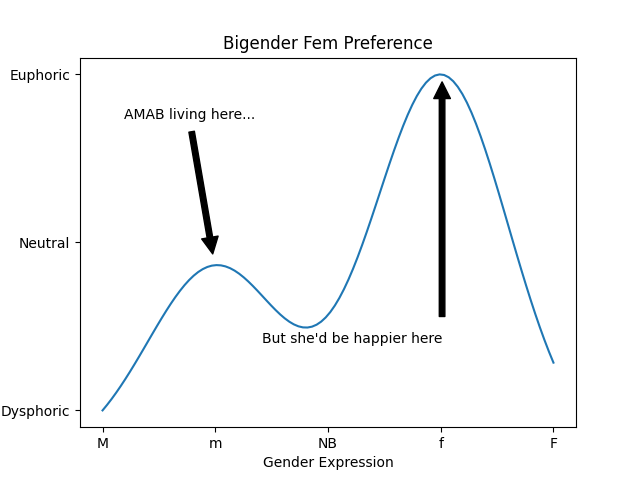 Bigender Fem Preference
Euphoric
AMAB living here...
Neutral
But she'd be happier here
Dysphoric
M m NB f F
Gender Expression